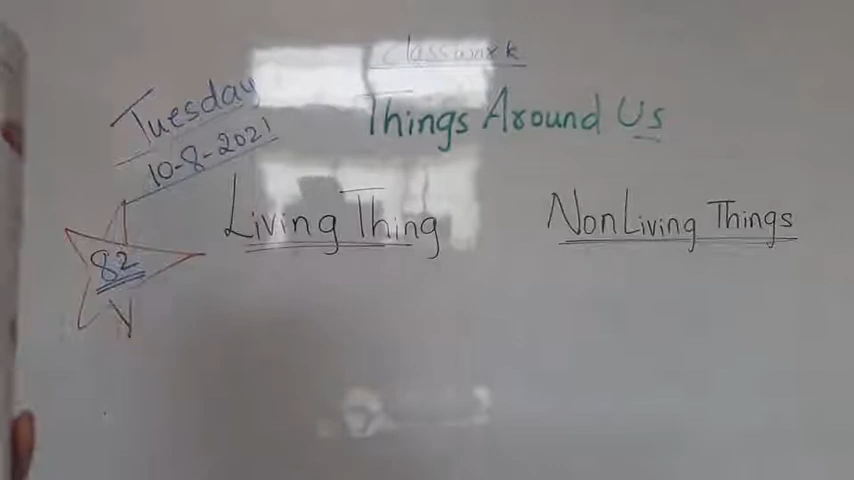 Classwork
Tuesday
10-8-2021
Things Around Us
Living Thing
Non Living Things
82